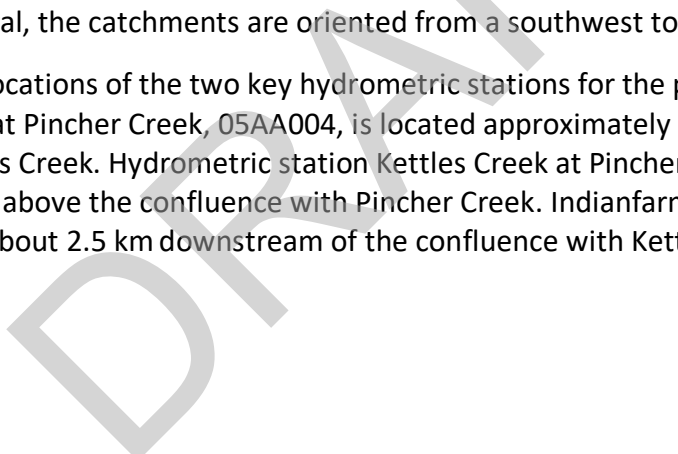 al, the catchments are oriented from a southwest to
ocations of the two key hydrometric stations for the
at Pincher Creek, 05AA004, is located approximately
s Creek. Hydrometric station Kettles Creek at Pincher
above the confluence with Pincher Creek. Indianfarm
bout 2.5 km downstream of the confluence with Kett
DRA